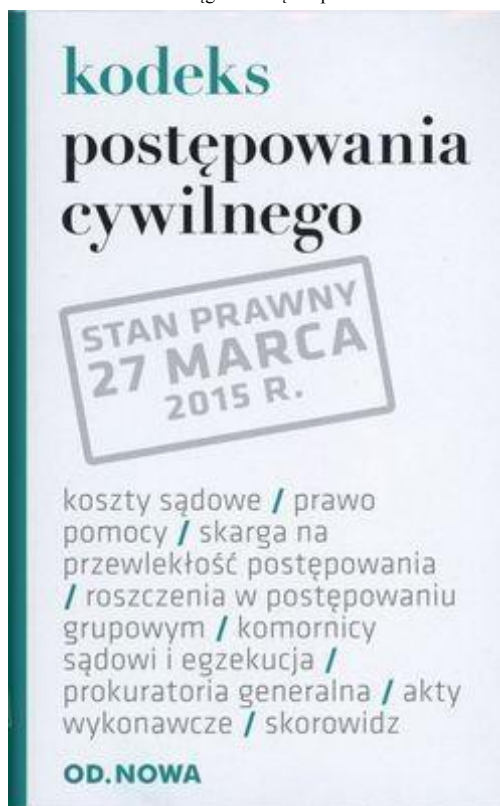 kodeks
postępowania
cywilnego
STAN PRAWNY
27 MARCA
2015 R.
koszty sądowe / prawo
pomocy / skarga na
przewlekłość postępowania
/ roszczenia w postępowaniu
grupowym / komornicy
sądowi i egzekucja /
prokuratoria generalna / akty
wykonawcze / skorowidz
OD.NOWA